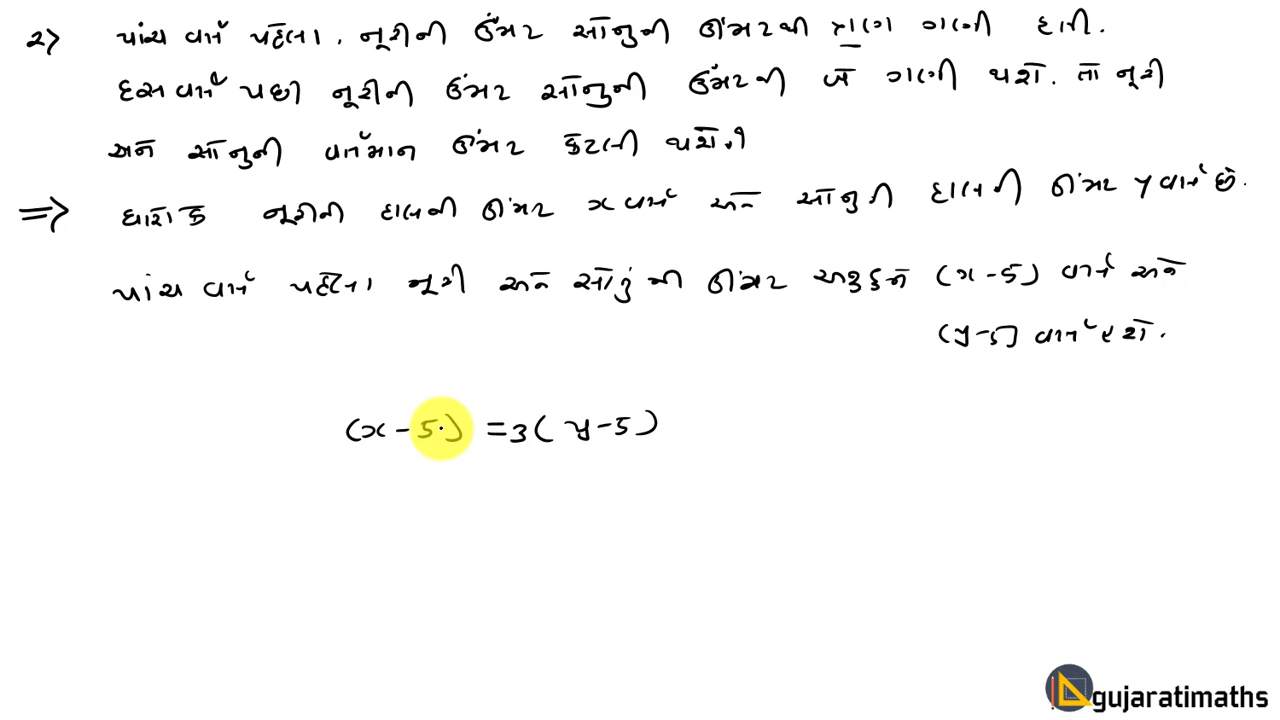 ૨) પાંચ વર્ષ પહેલા. નૂરીની ઉંમર સોનુની ઊંમરથી ત્રણ ગણી હતી.
દસ વર્ષ પછી નૂરીની ઉંમર સોનુની ઉંમરથી બે ગણી થશે. તો નૂરી
અને સોનુની વર્તમાન ઊંમર કેટલી થશે.?
⇒ ધારોકે નૂરીની હાલની ઊંમર x વર્ષ અને સોનુની હાલની ઊંમર y વર્ષ છે.
પાંચ વર્ષ પહેલા નૂરી અને સોનું ની ઊંમર અનુક્રમે (x-5) વર્ષ અને
(y-5) વર્ષ હશે.
(x-5) = 3(y-5)
gujaratimaths